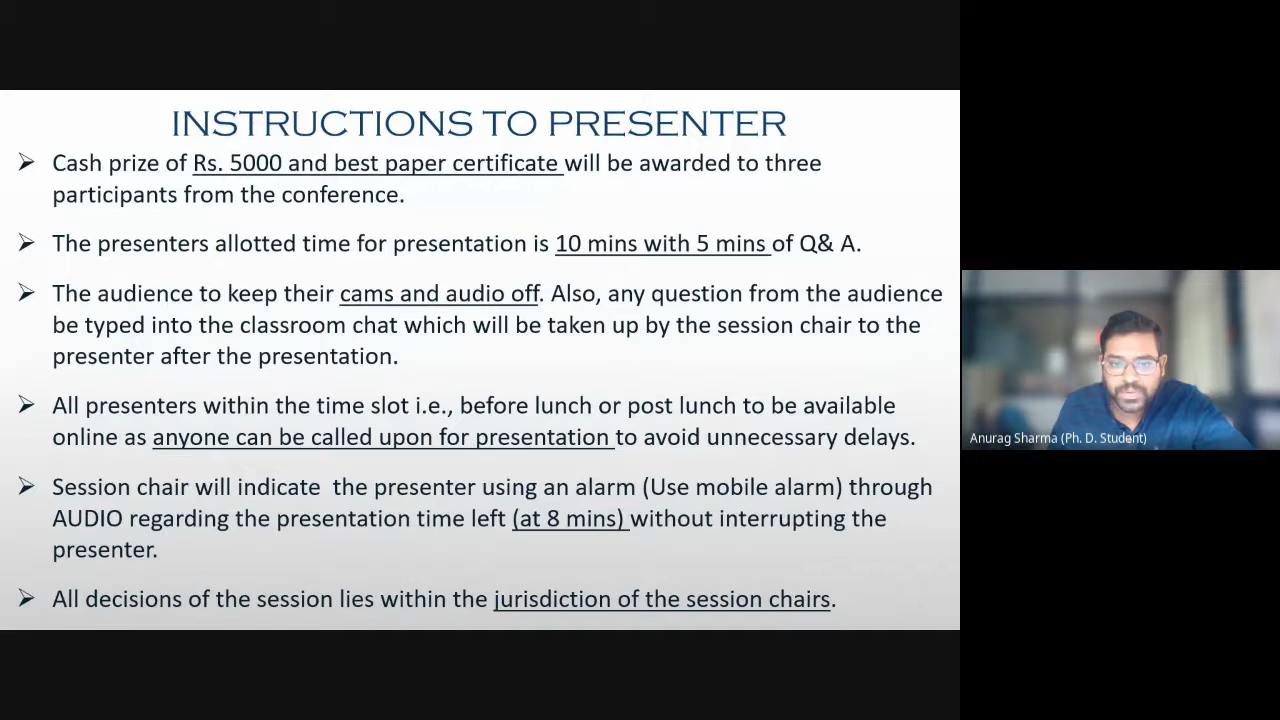 INSTRUCTIONS TO PRESENTER
Cash prize of Rs. 5000 and best paper certificate will be awarded to three
participants from the conference.
The presenters allotted time for presentation is 10 mins with 5 mins of Q& A.
The audience to keep their cams and audio off. Also, any question from the audience
be typed into the classroom chat which will be taken up by the session chair to the
presenter after the presentation.
All presenters within the time slot i.e., before lunch or post lunch to be available
online as anyone can be called upon for presentation to avoid unnecessary delays.
Session chair will indicate  the presenter using an alarm (Use mobile alarm) through
AUDIO regarding the presentation time left (at 8 mins) without interrupting the
presenter.
All decisions of the session lies within the jurisdiction of the session chairs.
Anurag Sharma (Ph. D. Student)